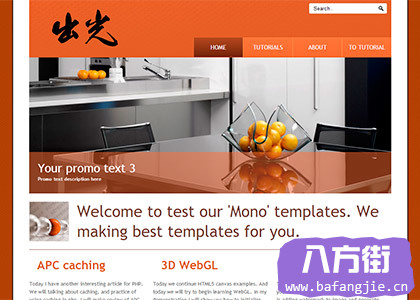 Search..
出光
HOME TUTORIALS ABOUT TO TUTORIAL
Your promo text 3
Promo text description here
Welcome to test our 'Mono' templates. We
making best templates for you.
APC caching 3D WebGL
Today I have another interesting article for PHP. Today we continue HTML5 canvas examples. And
We will talking about caching, and practice of today we will try to begin learning WebGL. in my
八方街
www.bafangjie.cn